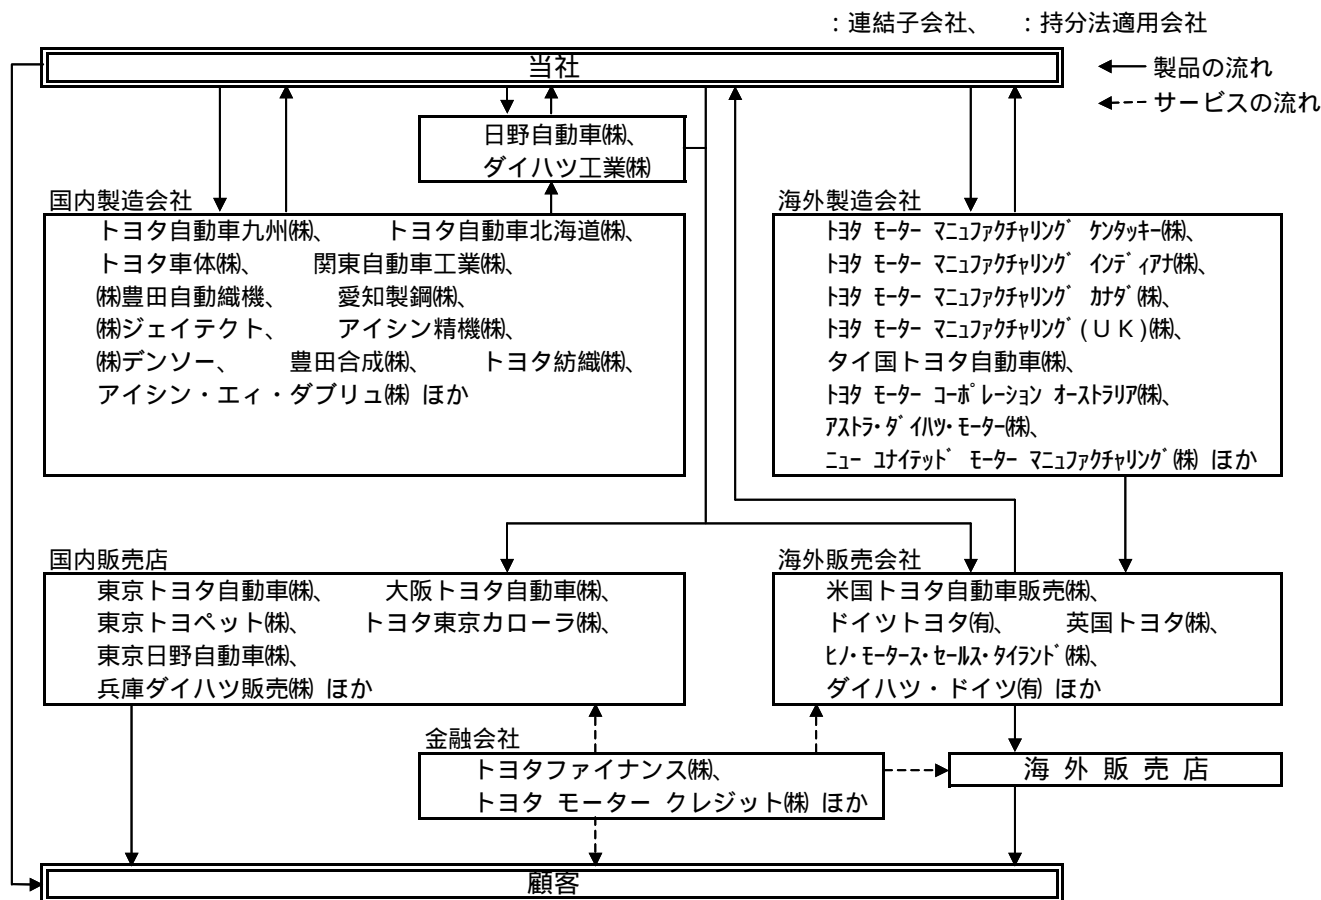 ：連結子会社、　：持分法適用会社
当社
製品の流れ
サービスの流れ
日野自動車㈱、
ダイハツ工業㈱
国内製造会社
トヨタ自動車九州㈱、　トヨタ自動車北海道㈱、
トヨタ車体㈱、　関東自動車工業㈱、
㈱豊田自動織機、　愛知製鋼㈱、
㈱ジェイテクト、　アイシン精機㈱、
㈱デンソー、　豊田合成㈱、　トヨタ紡織㈱、
アイシン・エィ・ダブリュ㈱ ほか
海外製造会社
ﾄﾖﾀ ﾓｰﾀｰ ﾏﾆｭﾌｧｸﾁｬﾘﾝｸﾞ ｹﾝﾀｯｷｰ㈱、
ﾄﾖﾀ ﾓｰﾀｰ ﾏﾆｭﾌｧｸﾁｬﾘﾝｸﾞ ｲﾝﾃﾞｨｱﾅ㈱、
ﾄﾖﾀ ﾓｰﾀｰ ﾏﾆｭﾌｧｸﾁｬﾘﾝｸﾞ ｶﾅﾀﾞ㈱、
ﾄﾖﾀ ﾓｰﾀｰ ﾏﾆｭﾌｧｸﾁｬﾘﾝｸﾞ(ＵＫ)㈱、
タイ国トヨタ自動車㈱、
ﾄﾖﾀ ﾓｰﾀｰ ｺｰﾎﾟﾚｰｼｮﾝ ｵｰｽﾄﾗﾘｱ㈱、
ｱｽﾄﾗ･ﾀﾞｲﾊﾂ･ﾓｰﾀｰ㈱、
ﾆｭｰ ﾕﾅｲﾃｯﾄﾞ ﾓｰﾀｰ ﾏﾆｭﾌｧｸﾁｬﾘﾝｸﾞ㈱ ほか
国内販売店
東京トヨタ自動車㈱、　大阪トヨタ自動車㈱、
東京トヨペット㈱、　トヨタ東京カローラ㈱、
東京日野自動車㈱、
兵庫ダイハツ販売㈱ ほか
海外販売会社
米国トヨタ自動車販売㈱、
ドイツトヨタ㈲、　英国トヨタ㈱、
ﾋﾉ･ﾓｰﾀｰｽ･ｾｰﾙｽ･ﾀｲﾗﾝﾄﾞ㈱、
ダイハツ・ドイツ㈲ ほか
金融会社
トヨタファイナンス㈱、
トヨタ モーター クレジット㈱ ほか
海外販売店
顧客